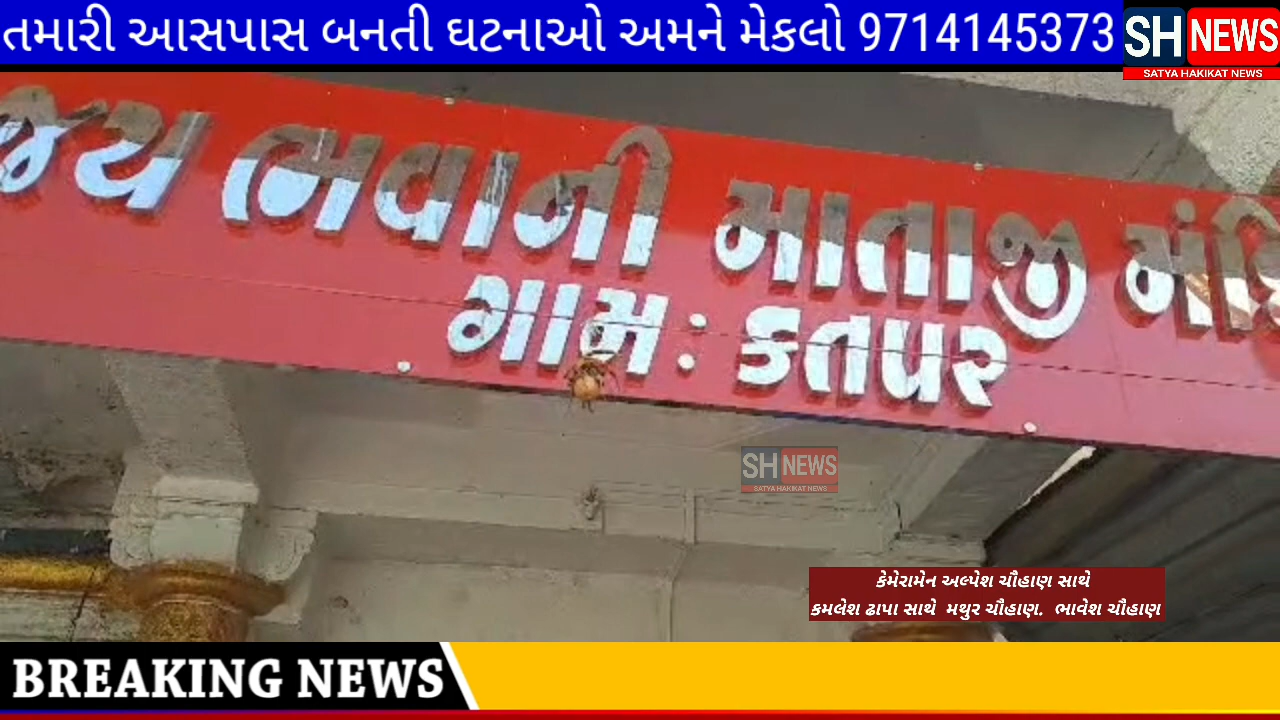 તમારી આસપાસ બનતી ઘટનાઓ અમને મેકલો 9714145373
SH NEWS
SATYA HAKIKAT NEWS
જય ભવાની માતાજી
ગામ : કતપર
SH NEWS
SATYA HAKIKAT NEWS
કેમેરામેન અલ્પેશ ચૌહાણ સાથે
કમલેશ ઢાપા સાથે મથુર ચૌહાણ. ભાવેશ ચૌહાણ
BREAKING NEWS